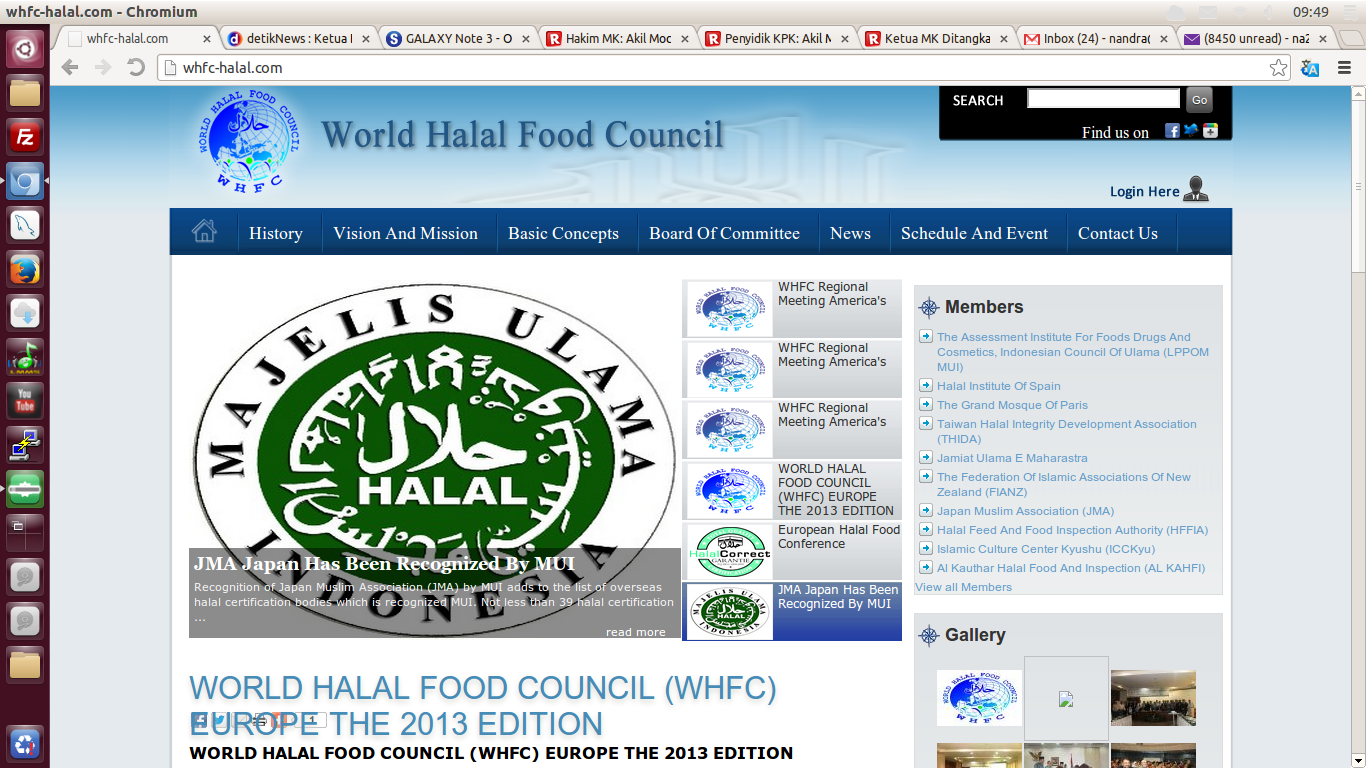 whfc-halal.com - Chromium
09:49
whfc-halal.com
detikNews : Ketua
GALAXY Note 3 - O
Hakim MK: Akil Moc
Penyidik KPK: Akil M
Ketua MK Ditangka
Inbox (24) - nandra
(8450 unread) - na2
whfc-halal.com
WORLD HALAL FOOD COUNCIL
حلال
WHFC
World Halal Food Council
SEARCH
Go
Find us on
Login Here
History
Vision And Mission
Basic Concepts
Board Of Committee
News
Schedule And Event
Contact Us
MAJELIS ULAMA
حلال
HALAL
INDONESIA
JMA Japan Has Been Recognized By MUI
Recognition of Japan Muslim Association (JMA) by MUI adds to the list of overseas
halal certification bodies which is recognized MUI. Not less than 39 halal certification
...
read more
WHFC Regional
Meeting America's
WHFC Regional
Meeting America's
WHFC Regional
Meeting America's
WORLD HALAL
FOOD COUNCIL
(WHFC) EUROPE
THE 2013 EDITION
HalalCorrect
European Halal Food
Conference
HALAL
JMA Japan Has Been
Recognized By MUI
Members
The Assessment Institute For Foods Drugs And
Cosmetics, Indonesian Council Of Ulama (LPPOM
MUI)
Halal Institute Of Spain
The Grand Mosque Of Paris
Taiwan Halal Integrity Development Association
(THIDA)
Jamiat Ulama E Maharastra
The Federation Of Islamic Associations Of New
Zealand (FIANZ)
Japan Muslim Association (JMA)
Halal Feed And Food Inspection Authority (HFFIA)
Islamic Culture Center Kyushu (ICCKyu)
Al Kauthar Halal Food And Inspection (AL KAHFI)
View all Members
Gallery
WORLD HALAL FOOD COUNCIL (WHFC)
EUROPE THE 2013 EDITION
1
WORLD HALAL FOOD COUNCIL (WHFC) EUROPE THE 2013 EDITION
You
Tube